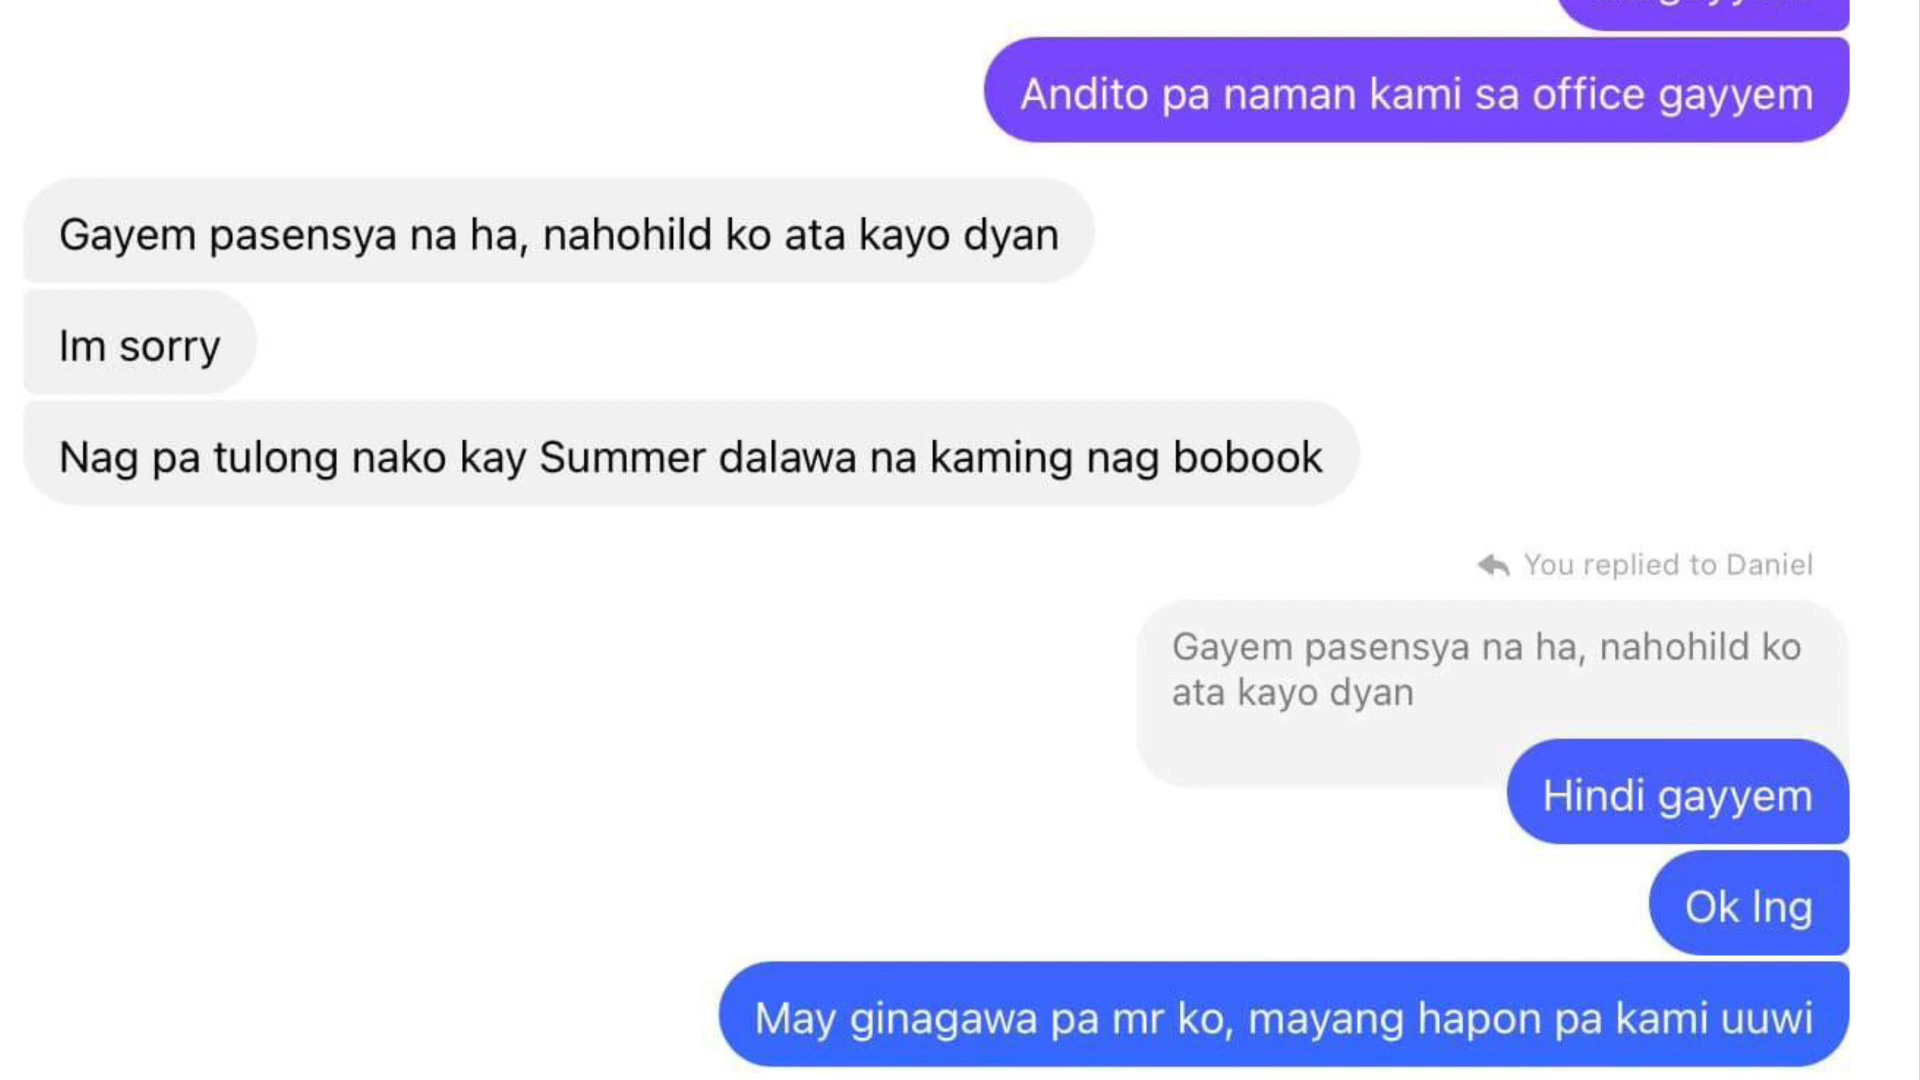 Andito pa naman kami sa office gayyem
Gayem pasensya na ha, nahohild ko ata kayo dyan
Im sorry
Nag pa tulong nako kay Summer dalawa na kaming nag bobook
You replied to Daniel
Gayem pasensya na ha, nahohild ko
ata kayo dyan
Hindi gayyem
Ok lng
May ginagawa pa mr ko, mayang hapon pa kami uuwi